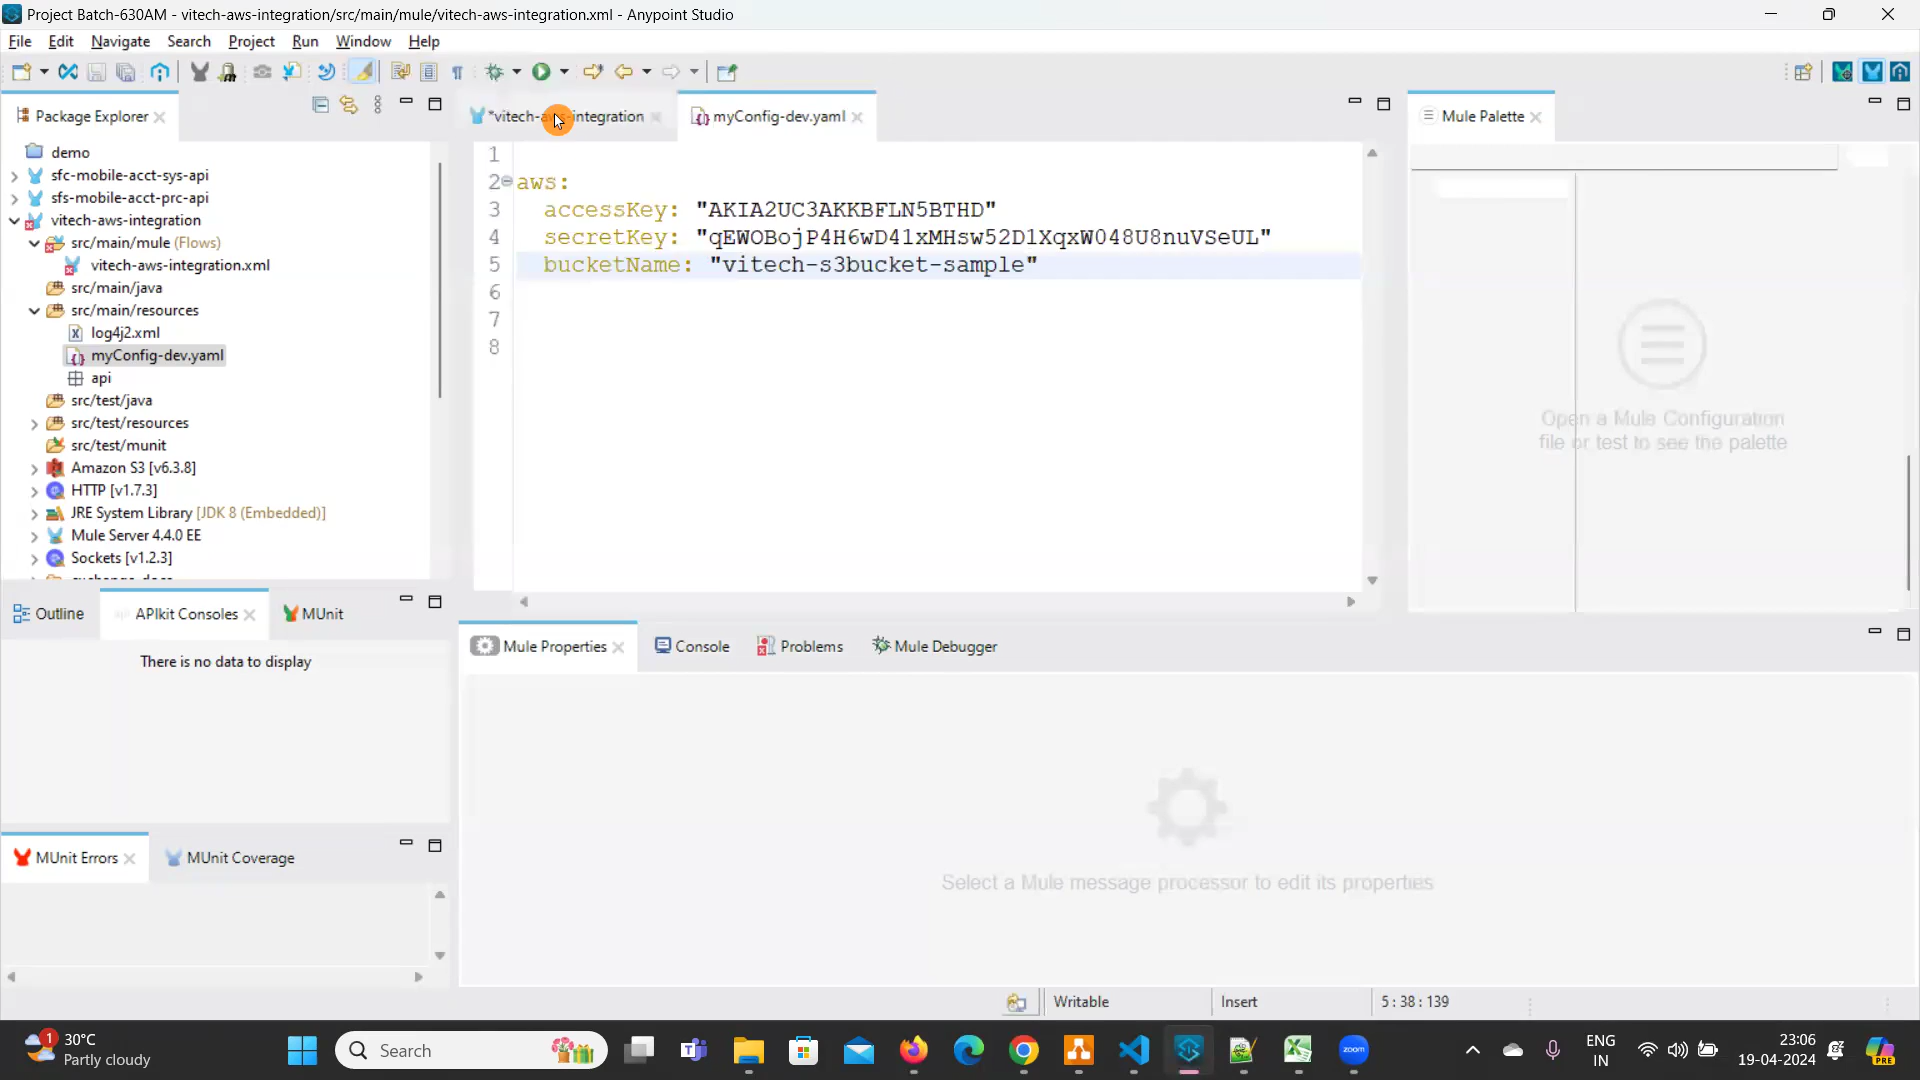 Project Batch-630AM - vitech-aws-integration/src/main/mule/vitech-aws-integration.xml - Anypoint Studio
File Edit Navigate Search Project Run Window Help
Package Explorer
demo
sfc-mobile-acct-sys-api
sfs-mobile-acct-prc-api
vitech-aws-integration
src/main/mule (Flows)
vitech-aws-integration.xml
src/main/java
src/main/resources
log4j2.xml
myConfig-dev.yaml
api
src/test/java
src/test/resources
src/test/munit
Amazon S3 [v6.3.8]
HTTP [v1.7.3]
JRE System Library [JDK 8 (Embedded)]
Mule Server 4.4.0 EE
Sockets [v1.2.3]
*vitech-aws-integration
myConfig-dev.yaml
1
2 aws:
3 accessKey: "AKIA2UC3AKKBFLN5BTHD"
4 secretKey: "qEWOBojP4H6wD41xMHsw52D1XqxW048U8nuVSeUL"
5 bucketName: "vitech-s3bucket-sample"
6
7
8
Mule Palette
Open a Mule Configuration
file or test to see the palette
Outline
APIkit Consoles
MUnit
There is no data to display
MUnit Errors
MUnit Coverage
Mule Properties
Console
Problems
Mule Debugger
Select a Mule message processor to edit its properties
Writable
Insert
5 : 38 : 139
1
30°C
Partly cloudy
Search
zoom
ENG
IN
23:06
19-04-2024
PRE